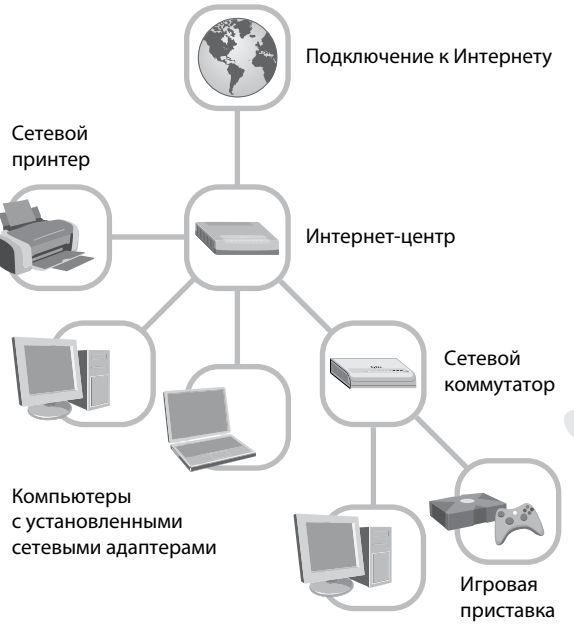 Подключение к Интернету
Сетевой
принтер
Интернет-центр
Сетевой
коммутатор
Компьютеры
с установленными
сетевыми адаптерами
Игровая
приставка